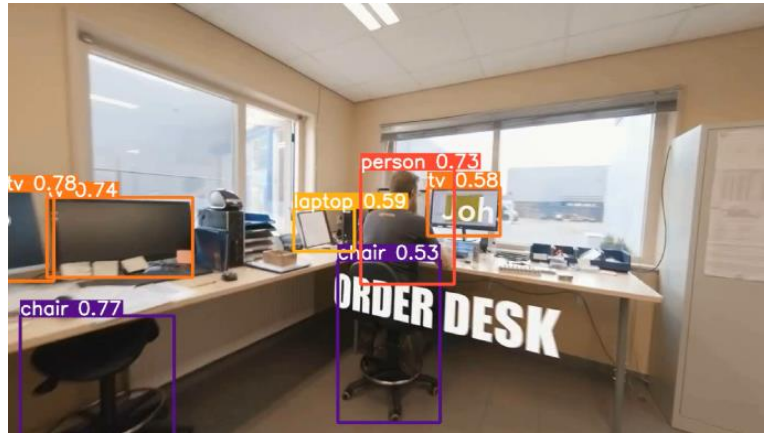 person 0.73
tv 0.78
0.74
tv 0.58
laptop 0.59
Joh
chair 0.53
ORDER DESK
chair 0.77